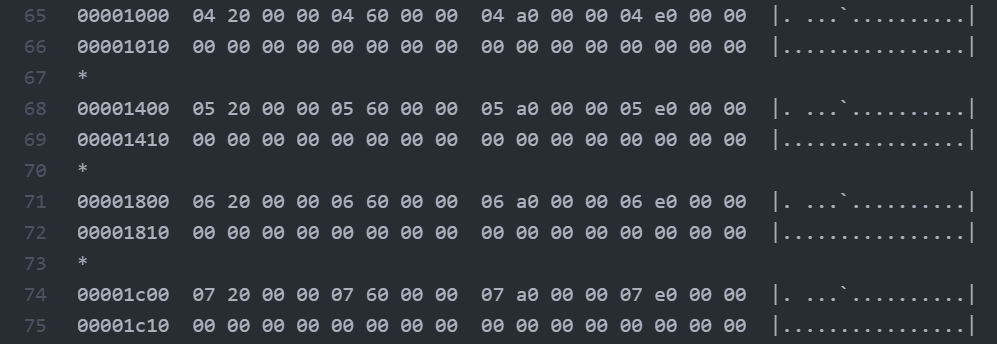 65 00001000 04 20 00 00 04 60 00 00 04 a0 00 00 04 e0 00 00 |. ...`..........|
66 00001010 00 00 00 00 00 00 00 00 00 00 00 00 00 00 00 00 |................|
67 *
68 00001400 05 20 00 00 05 60 00 00 05 a0 00 00 05 e0 00 00 |. ...`..........|
69 00001410 00 00 00 00 00 00 00 00 00 00 00 00 00 00 00 00 |................|
70 *
71 00001800 06 20 00 00 06 60 00 00 06 a0 00 00 06 e0 00 00 |. ...`..........|
72 00001810 00 00 00 00 00 00 00 00 00 00 00 00 00 00 00 00 |................|
73 *
74 00001c00 07 20 00 00 07 60 00 00 07 a0 00 00 07 e0 00 00 |. ...`..........|
75 00001c10 00 00 00 00 00 00 00 00 00 00 00 00 00 00 00 00 |................|